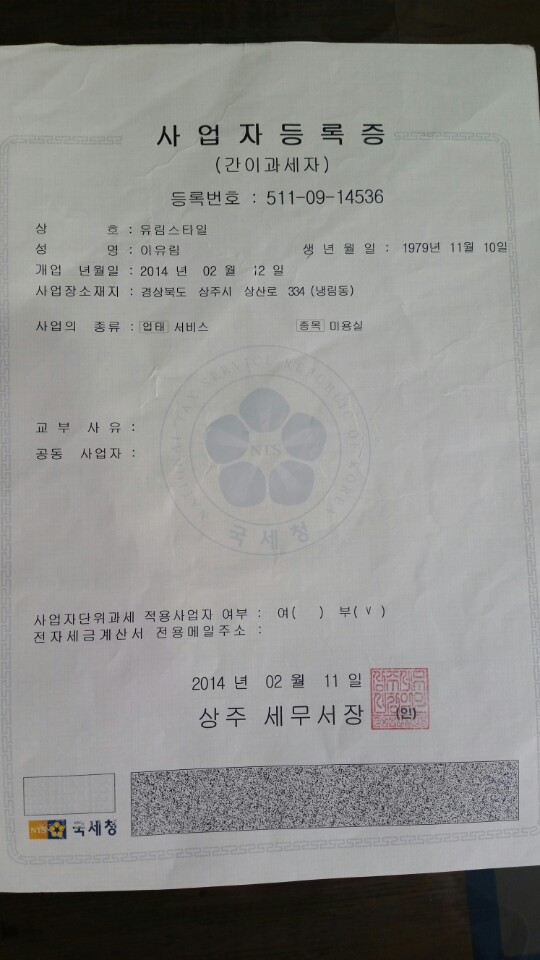 사업자등록증
(간이과세자)
등록번호 : 511-09-14536
상 호 : 유림스타일
성 명 : 이유림 생년월일 : 1979년 11월 10일
개업 년월일 : 2014 년 02 월 12 일
사업장소재지 : 경상북도 상주시 상산로 334 (냉림동)
사업의 종류 : 업태 서비스 종목 미용실
NATIONAL TAX SERVICE REPUBLIC OF KOREA
NTS
국세청
교부 사유 :
공동 사업자 :
사업자단위과세 적용사업자 여부 : 여( ) 부( v )
전자세금계산서 전용메일주소 :
2014 년 02 월 11 일
상주 세무서장 (인)
NTS 국세청